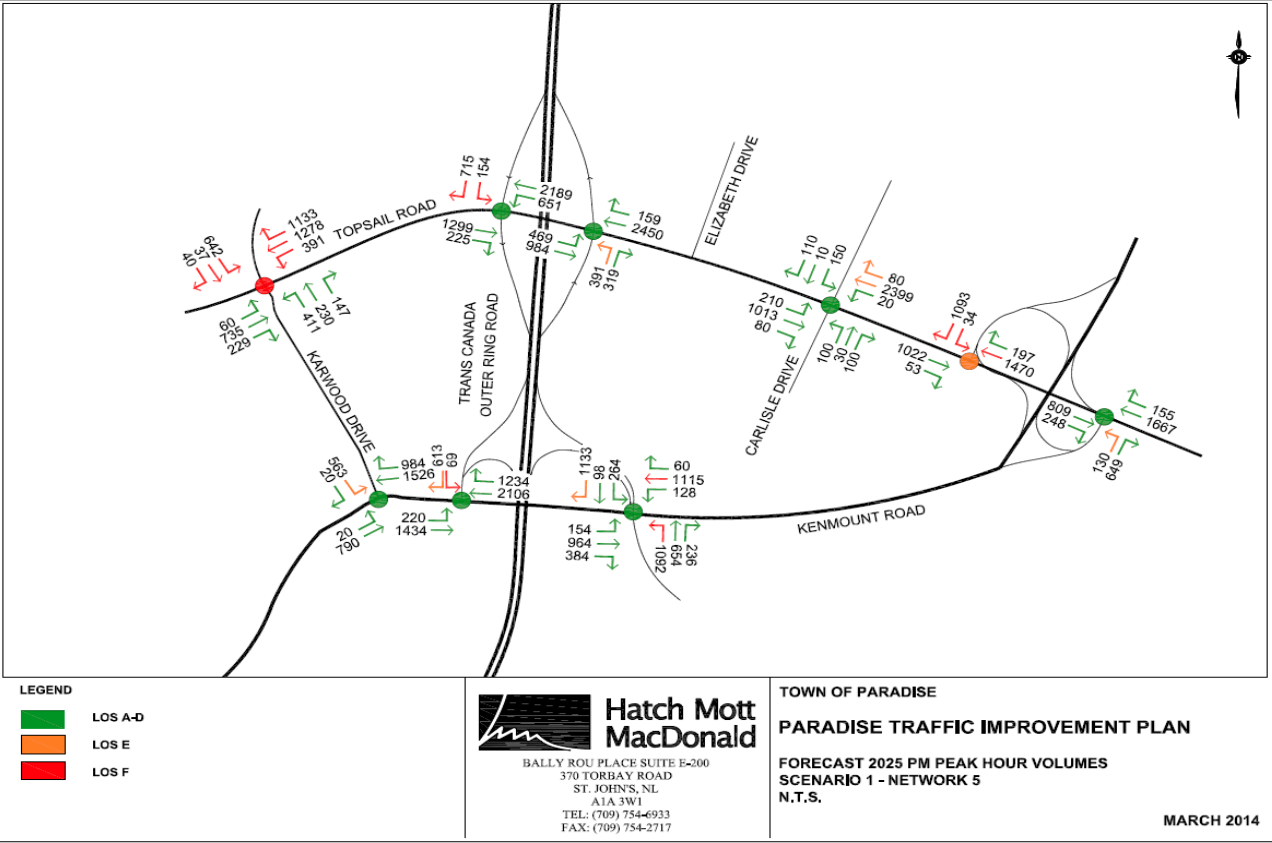 N
ELIZABETH DRIVE
715
154
2189
651
1299
225
469
984
159
2450
391
319
TOPSAIL ROAD
1133
1278
391
642
37
40
147
230
411
60
735
229
KARWOOD DRIVE
TRANS CANADA
OUTER RING ROAD
110
10
150
80
2399
20
210
1013
80
100
30
100
CARLISLE DRIVE
1093
34
197
1470
1022
53
809
248
155
1667
130
649
563
20
984
1526
20
790
613
69
1234
2106
220
1434
1133
98
264
60
1115
128
154
964
384
1092
654
236
KENMOUNT ROAD
LEGEND
LOS A-D
LOS E
LOS F
Hatch Mott
MacDonald
BALLY ROU PLACE SUITE E-200
370 TORBAY ROAD
ST. JOHN'S, NL
A1A 3W1
TEL: (709) 754-6933
FAX: (709) 754-2717
TOWN OF PARADISE
PARADISE TRAFFIC IMPROVEMENT PLAN
FORECAST 2025 PM PEAK HOUR VOLUMES
SCENARIO 1 - NETWORK 5
N.T.S.
MARCH 2014